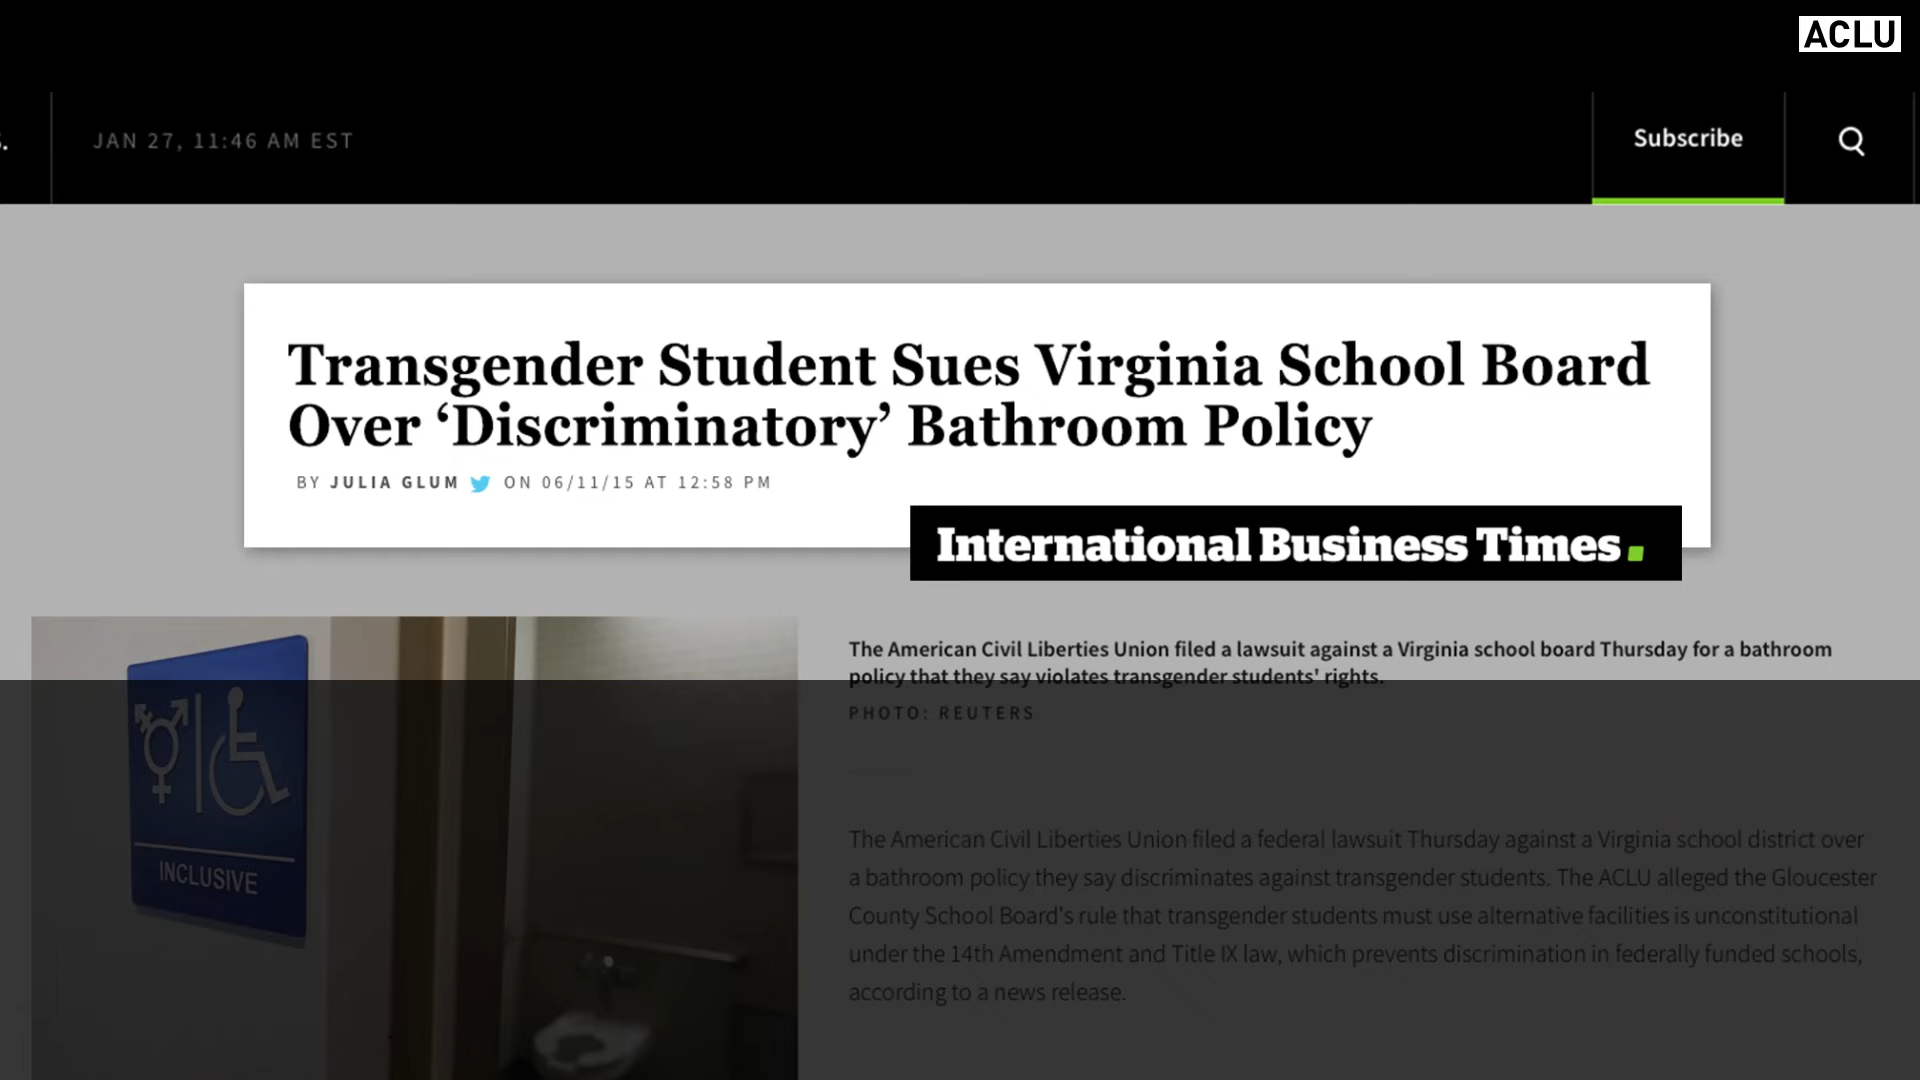 ACLU
JAN 27, 11:46 AM EST
Subscribe
Transgender Student Sues Virginia School Board
Over ‘Discriminatory’ Bathroom Policy
BY JULIA GLUM ON 06/11/15 AT 12:58 PM
International Business Times
The American Civil Liberties Union filed a lawsuit against a Virginia school board Thursday for a bathroom
policy that they say violates transgender students' rights.
PHOTO: REUTERS
INCLUSIVE
The American Civil Liberties Union filed a federal lawsuit Thursday against a Virginia school district over
a bathroom policy they say discriminates against transgender students. The ACLU alleged the Gloucester
County School Board's rule that transgender students must use alternative facilities is unconstitutional
under the 14th Amendment and Title IX law, which prevents discrimination in federally funded schools,
according to a news release.